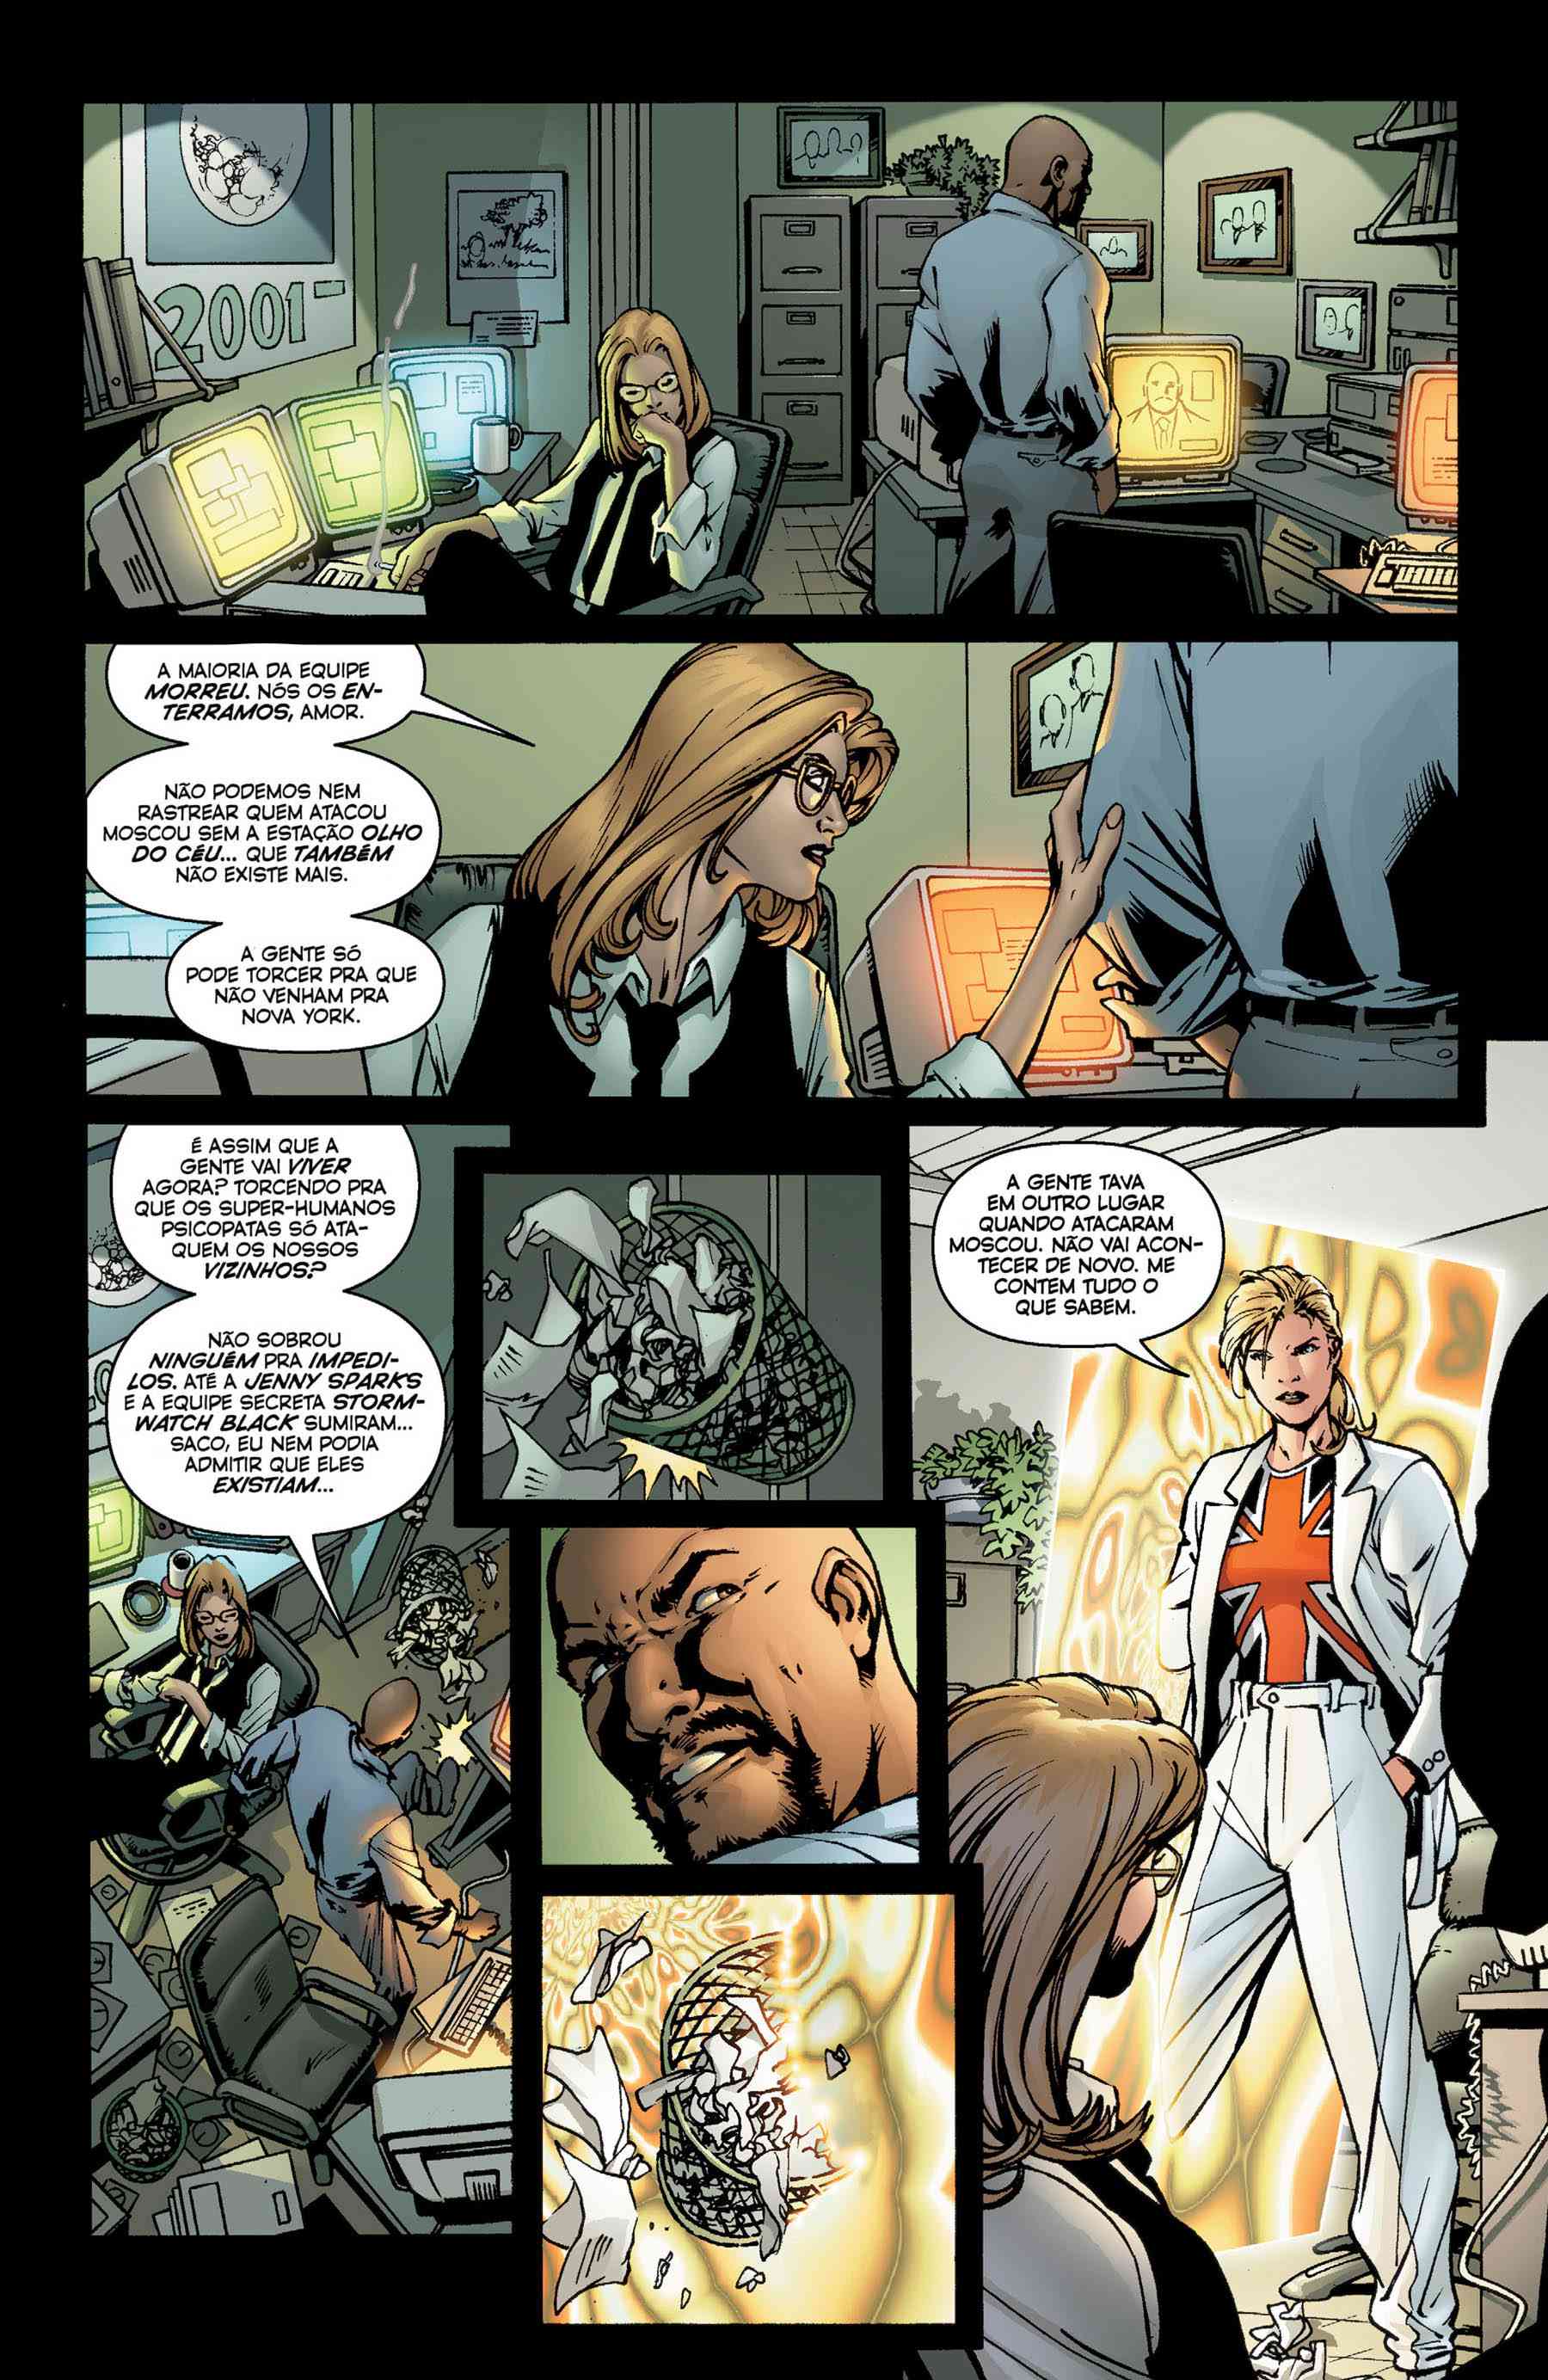 2001
A MAIORIA DA EQUIPE
MORREU. NÓS OS EN-
TERRAMOS, AMOR.
NÃO PODEMOS NEM
RASTREAR QUEM ATACOU
MOSCOU SEM A ESTAÇÃO OLHO
DO CÉU... QUE TAMBÉM
NÃO EXISTE MAIS.
A GENTE SÓ
PODE TORCER PRA QUE
NÃO VENHAM PRA
NOVA YORK.
É ASSIM QUE A
GENTE VAI VIVER
AGORA? TORCENDO PRA
QUE OS SUPER-HUMANOS
PSICOPATAS SÓ ATA-
QUEM OS NOSSOS
VIZINHOS?
NÃO SOBROU
NINGUÉM PRA IMPEDI-
LOS. ATÉ A JENNY SPARKS
E A EQUIPE SECRETA STORM-
WATCH BLACK SUMIRAM...
SACO, EU NEM PODIA
ADMITIR QUE ELES
EXISTIAM...
A GENTE TAVA
EM OUTRO LUGAR
QUANDO ATACARAM
MOSCOU. NÃO VAI ACON-
TECER DE NOVO. ME
CONTEM TUDO O
QUE SABEM.